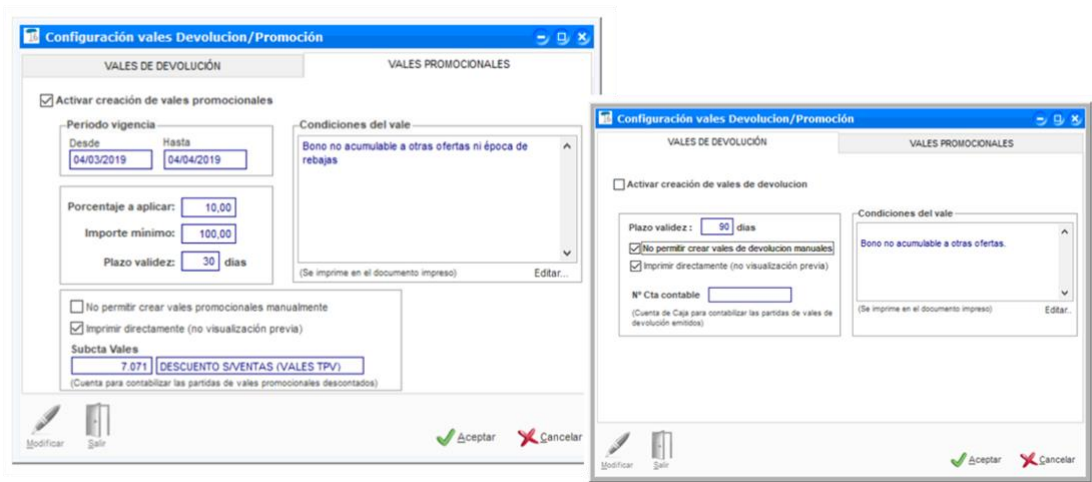 Configuración vales Devolucion/Promoción
VALES DE DEVOLUCIÓN
VALES PROMOCIONALES
Activar creación de vales promocionales
Periodo vigencia
Desde
Hasta
04/03/2019
04/04/2019
Condiciones del vale
Bono no acumulable a otras ofertas ni época de
rebajas
Porcentaje a aplicar: 10,00
Importe mínimo: 100,00
Plazo validez: 30 dias
(Se imprime en el documento impreso)
Editar...
No permitir crear vales promocionales manualmente
Imprimir directamente (no visualización previa)
Subcta Vales
7.071 DESCUENTO S/VENTAS (VALES TPV)
(Cuenta para contabilizar las partidas de vales promocionales descontados)
Modificar
Salir
Aceptar
Cancelar
Configuración vales Devolucion/Promoción
VALES DE DEVOLUCIÓN
VALES PROMOCIONALES
Activar creación de vales de devolucion
Plazo validez : 90 dias
No permitir crear vales de devolucion manuales
Imprimir directamente (no visualización previa)
Nº Cta contable
(Cuenta de Caja para contabilizar las partidas de vales de
devolución emitidos)
Condiciones del vale
Bono no acumulable a otras ofertas.
(Se imprime en el documento impreso)
Editar..
Modificar
Salir
Aceptar
Cancelar